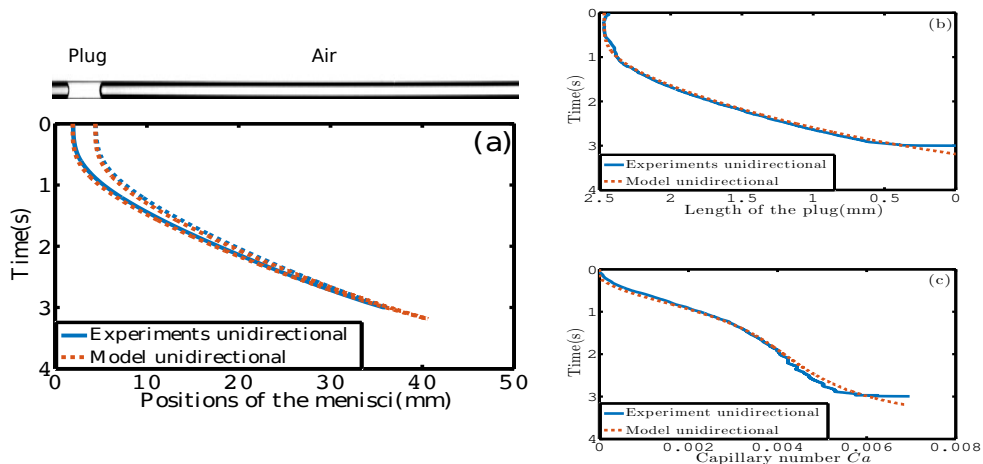 Plug Air
(a)
0
1
2
3
4
Time(s)
Experiments unidirectional
Model unidirectional
0 10 20 30 40 50
Positions of the menisci(mm)
(b)
0
1
2
3
4
Time(s)
Experiments unidirectional
Model unidirectional
2.5 2 1.5 1 0.5 0
Length of the plug(mm)
(c)
0
1
2
3
4
Time(s)
Experiment unidirectional
Model unidirectional
0 0.002 0.004 0.006 0.008
Capillary number Ca